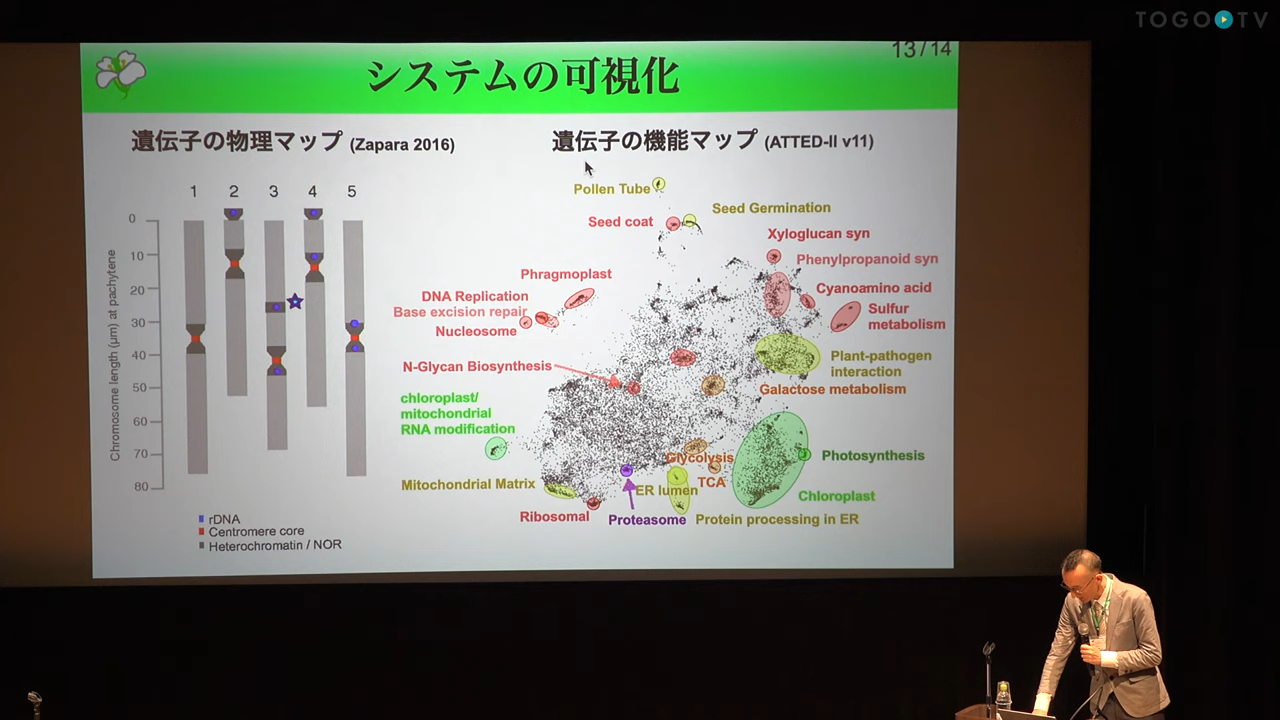 TOGO TV
13/14
システムの可視化
遺伝子の物理マップ (Zapara 2016)
遺伝子の機能マップ (ATTED-II v11)
1 2 3 4 5
Chromosome length (μm) at pachytene
0
10
20
30
40
50
60
70
80
rDNA
Centromere core
Heterochromatin / NOR
Pollen Tube
Seed coat
Seed Germination
Xyloglucan syn
Phenylpropanoid syn
Phragmoplast
Cyanoamino acid
DNA Replication
Base excision repair
Nucleosome
Sulfur
metabolism
N-Glycan Biosynthesis
Plant-pathogen
interaction
Galactose metabolism
chloroplast/
mitochondrial
RNA modification
Glycolysis
Photosynthesis
Mitochondrial Matrix
ER lumen
TCA
Chloroplast
Ribosomal
Proteasome
Protein processing in ER